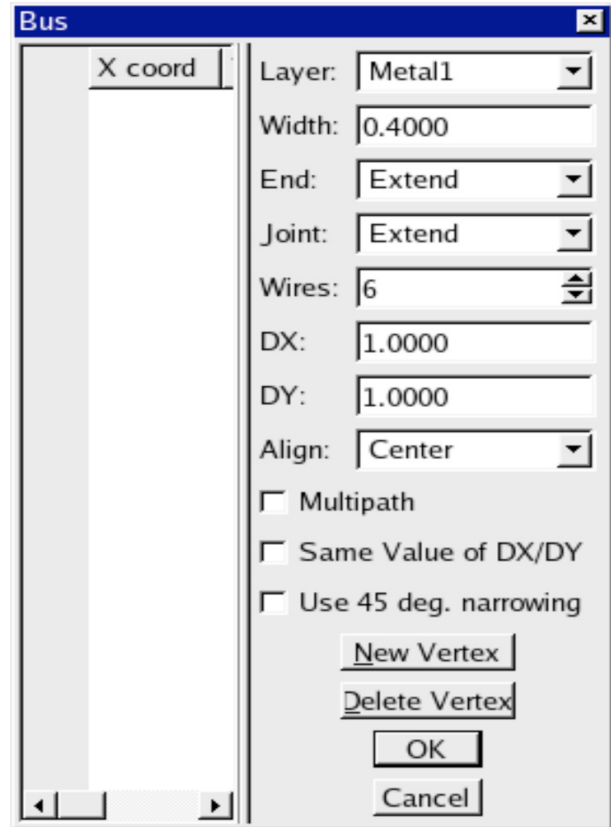 Bus
X coord
Layer: Metal1
Width: 0.4000
End: Extend
Joint: Extend
Wires: 6
DX: 1.0000
DY: 1.0000
Align: Center
Multipath
Same Value of DX/DY
Use 45 deg. narrowing
New Vertex
Delete Vertex
OK
Cancel